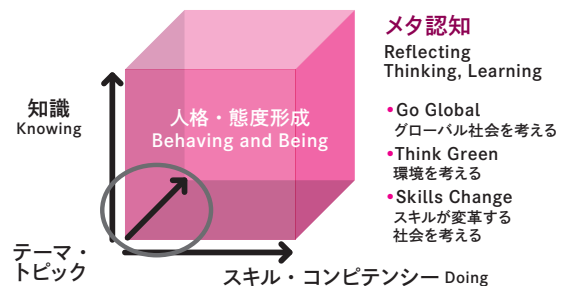 メタ認知
Reflecting
Thinking, Learning
知識
Knowing
人格・態度形成
Behaving and Being
•Go Global
グローバル社会を考える
•Think Green
環境を考える
•Skills Change
スキルが変革する
社会を考える
テーマ・
トピック
スキル・コンピテンシー Doing